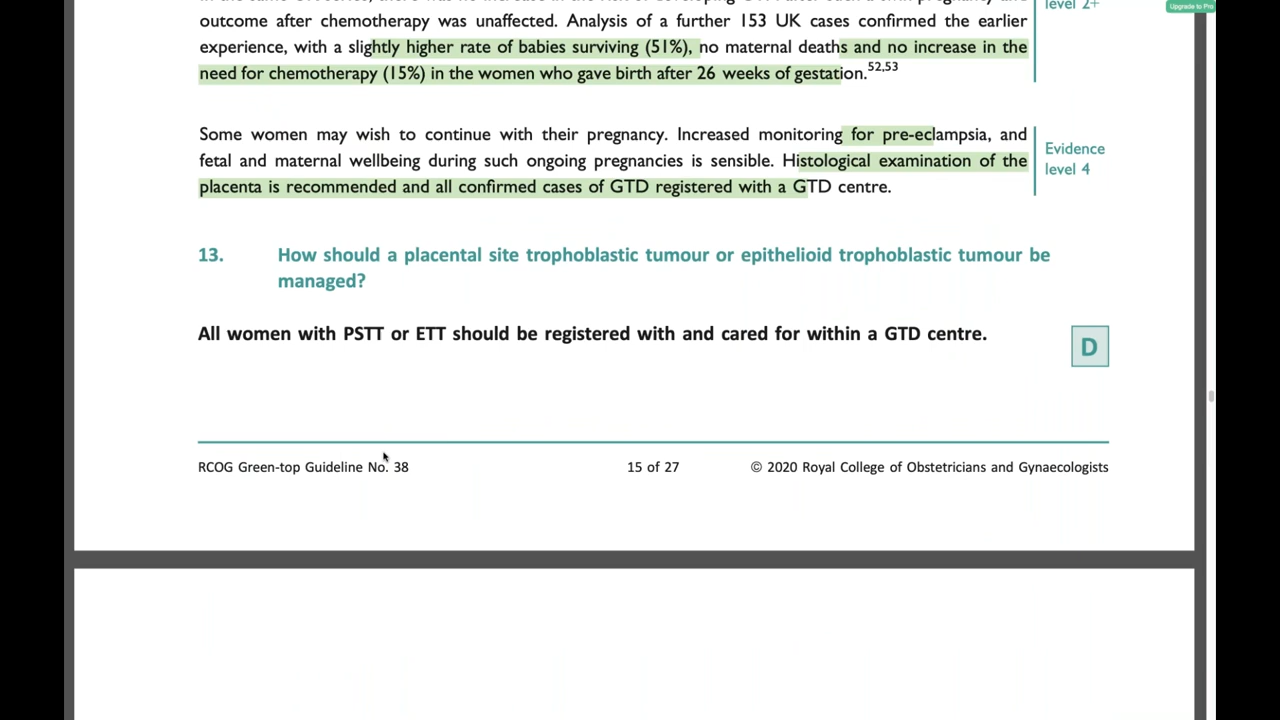 level 2+
Upgrade to Pro
outcome after chemotherapy was unaffected. Analysis of a further 153 UK cases confirmed the earlier
experience, with a slightly higher rate of babies surviving (51%), no maternal deaths and no increase in the
need for chemotherapy (15%) in the women who gave birth after 26 weeks of gestation.52,53
Some women may wish to continue with their pregnancy. Increased monitoring for pre-eclampsia, and
fetal and maternal wellbeing during such ongoing pregnancies is sensible. Histological examination of the
placenta is recommended and all confirmed cases of GTD registered with a GTD centre.
Evidence
level 4
13. How should a placental site trophoblastic tumour or epithelioid trophoblastic tumour be
managed?
All women with PSTT or ETT should be registered with and cared for within a GTD centre.
D
RCOG Green-top Guideline No. 38 15 of 27 © 2020 Royal College of Obstetricians and Gynaecologists